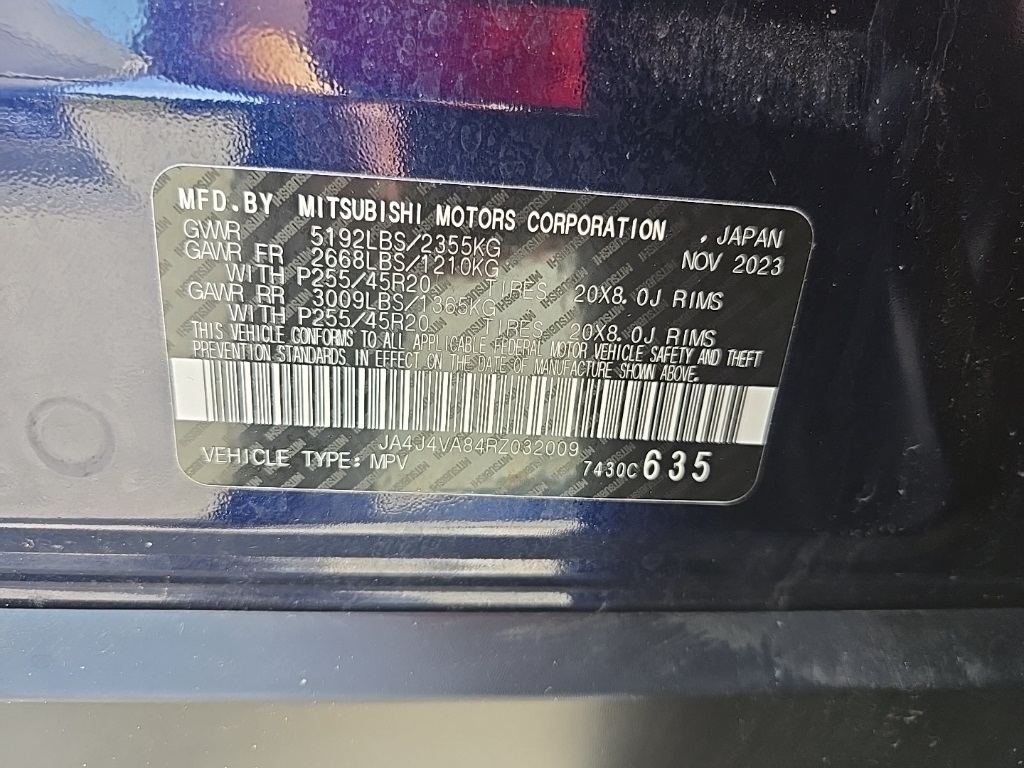 MFD.BY MITSUBISHI MOTORS CORPORATION , JAPAN
GVWR 5192LBS/2355KG NOV 2023
GAWR FR 2668LBS/1210KG
WITH P255/45R20 TIRES, 20X8.0J RIMS
GAWR RR 3009LBS/1365KG
WITH P255/45R20 TIRES, 20X8.0J RIMS
THIS VEHICLE CONFORMS TO ALL APPLICABLE FEDERAL MOTOR VEHICLE SAFETY AND THEFT
PREVENTION STANDARDS IN EFFECT ON THE DATE OF MANUFACTURE SHOWN ABOVE.
JA4J4VA84RZ032009
VEHICLE TYPE: MPV 7430C 635